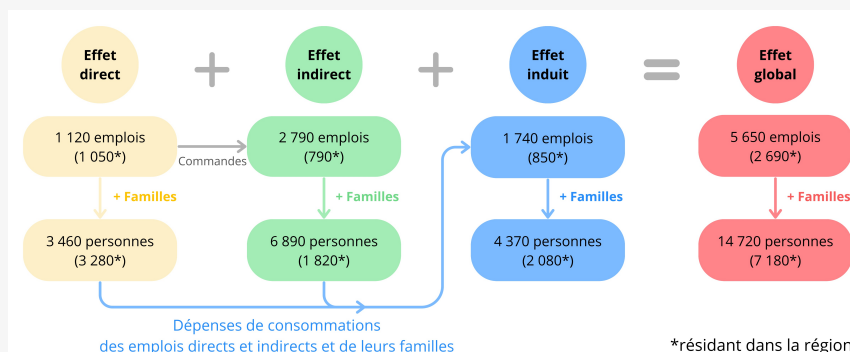 Effet
direct
Effet
indirect
Effet
induit
Effet
global
1 120 emplois
(1 050*)
Commandes
2 790 emplois
(790*)
1 740 emplois
(850*)
5 650 emplois
(2 690*)
+ Familles
+ Familles
+ Familles
+ Familles
3 460 personnes
(3 280*)
6 890 personnes
(1 820*)
4 370 personnes
(2 080*)
14 720 personnes
(7 180*)
Dépenses de consommations
des emplois directs et indirects et de leurs familles
*résidant dans la région